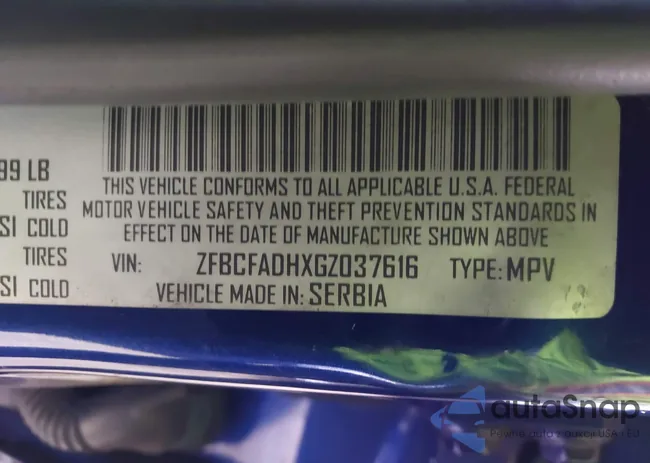 99 LB
TIRES
SI COLD
TIRES
SI COLD
THIS VEHICLE CONFORMS TO ALL APPLICABLE U.S.A. FEDERAL
MOTOR VEHICLE SAFETY AND THEFT PREVENTION STANDARDS IN
EFFECT ON THE DATE OF MANUFACTURE SHOWN ABOVE
VIN: ZFBCFADHXGZ037616 TYPE: MPV
VEHICLE MADE IN: SERBIA
autoSnap